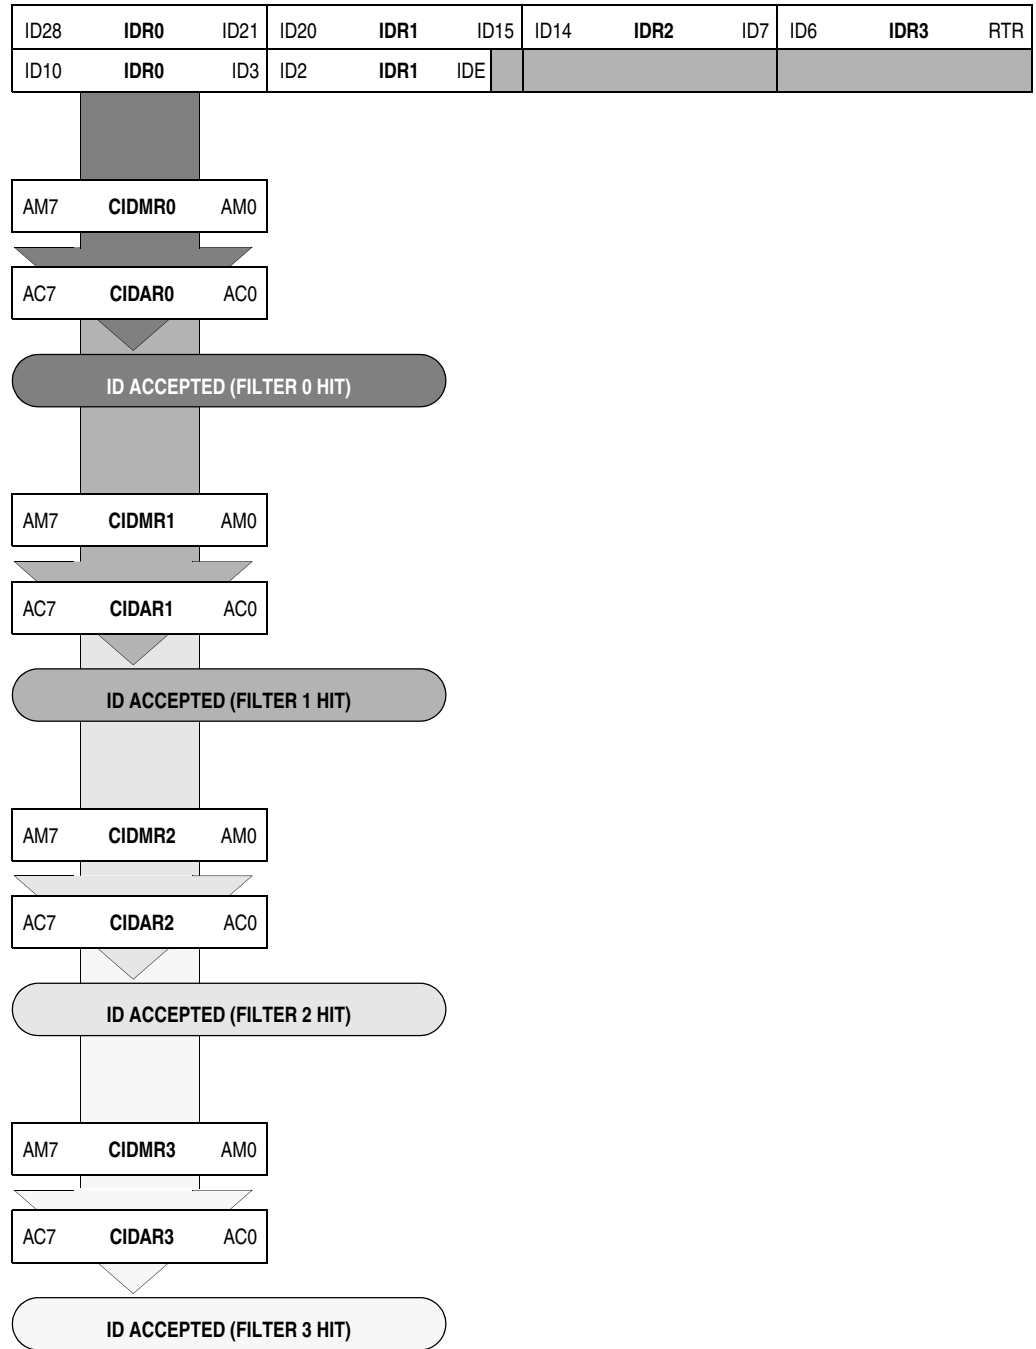 ID28 IDR0 ID21 ID20 IDR1 ID15 ID14 IDR2 ID7 ID6 IDR3 RTR
ID10 IDR0 ID3 ID2 IDR1 IDE
AM7 CIDMR0 AM0
AC7 CIDAR0 AC0
ID ACCEPTED (FILTER 0 HIT)
AM7 CIDMR1 AM0
AC7 CIDAR1 AC0
ID ACCEPTED (FILTER 1 HIT)
AM7 CIDMR2 AM0
AC7 CIDAR2 AC0
ID ACCEPTED (FILTER 2 HIT)
AM7 CIDMR3 AM0
AC7 CIDAR3 AC0
ID ACCEPTED (FILTER 3 HIT)